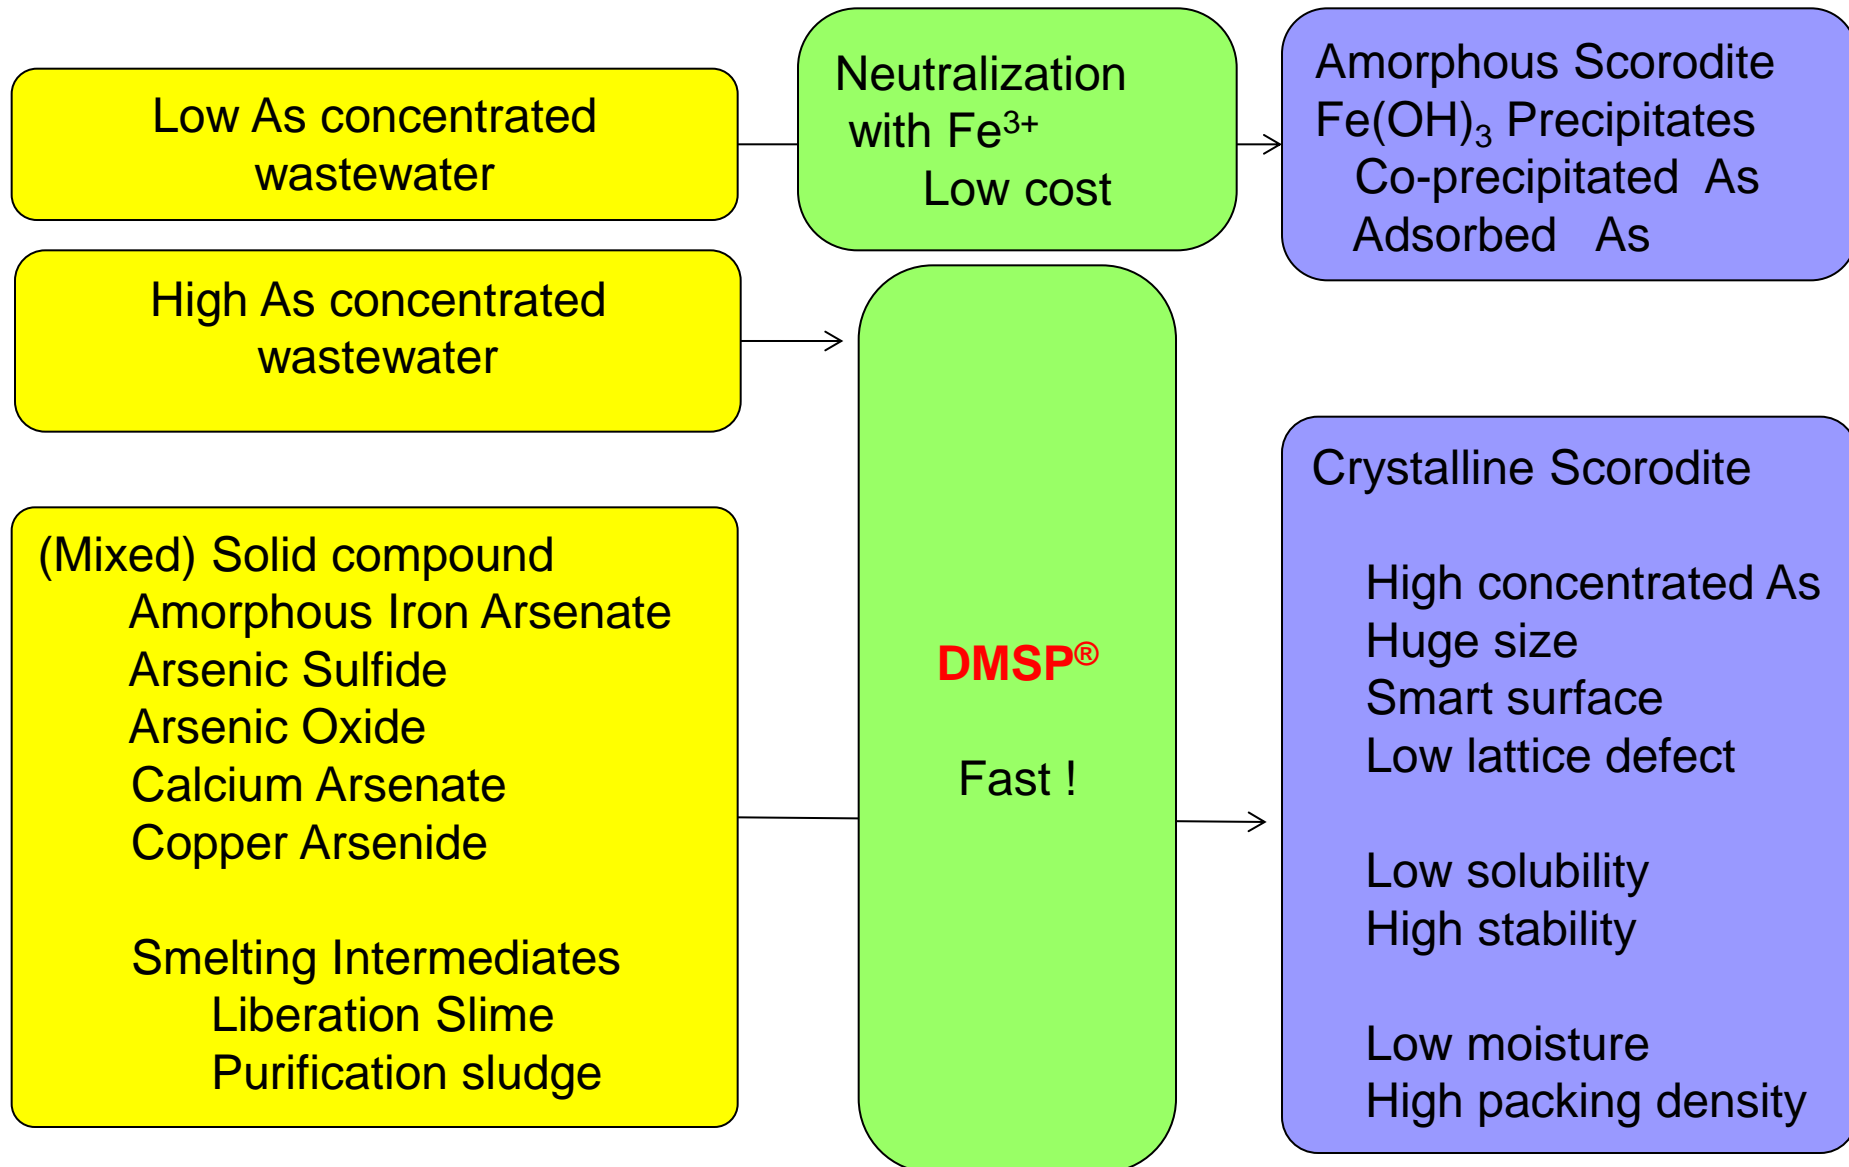 Low As concentrated
wastewater
Neutralization
with Fe³⁺
Low cost
Amorphous Scorodite
Fe(OH)₃ Precipitates
Co-precipitated As
Adsorbed As
High As concentrated
wastewater
(Mixed) Solid compound
Amorphous Iron Arsenate
Arsenic Sulfide
Arsenic Oxide
Calcium Arsenate
Copper Arsenide
Smelting Intermediates
Liberation Slime
Purification sludge
DMSP®
Fast !
Crystalline Scorodite
High concentrated As
Huge size
Smart surface
Low lattice defect
Low solubility
High stability
Low moisture
High packing density